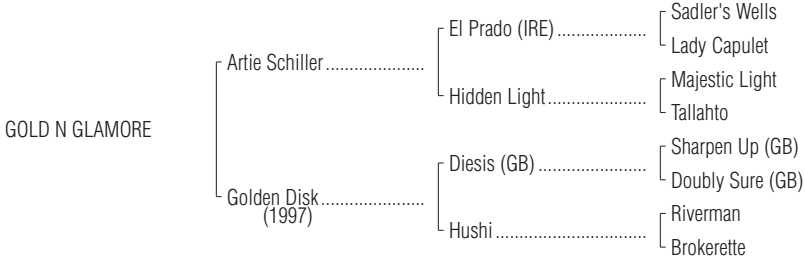 Sadler's Wells
El Prado (IRE)....................
Lady Capulet
Artie Schiller......................
Majestic Light
Hidden Light......................
Tallahto
GOLD N GLAMORE
Sharpen Up (GB)
Diesis (GB) ........................
Doubly Sure (GB)
Golden Disk.......................
(1997)
Riverman
Hushi .................................
Brokerette